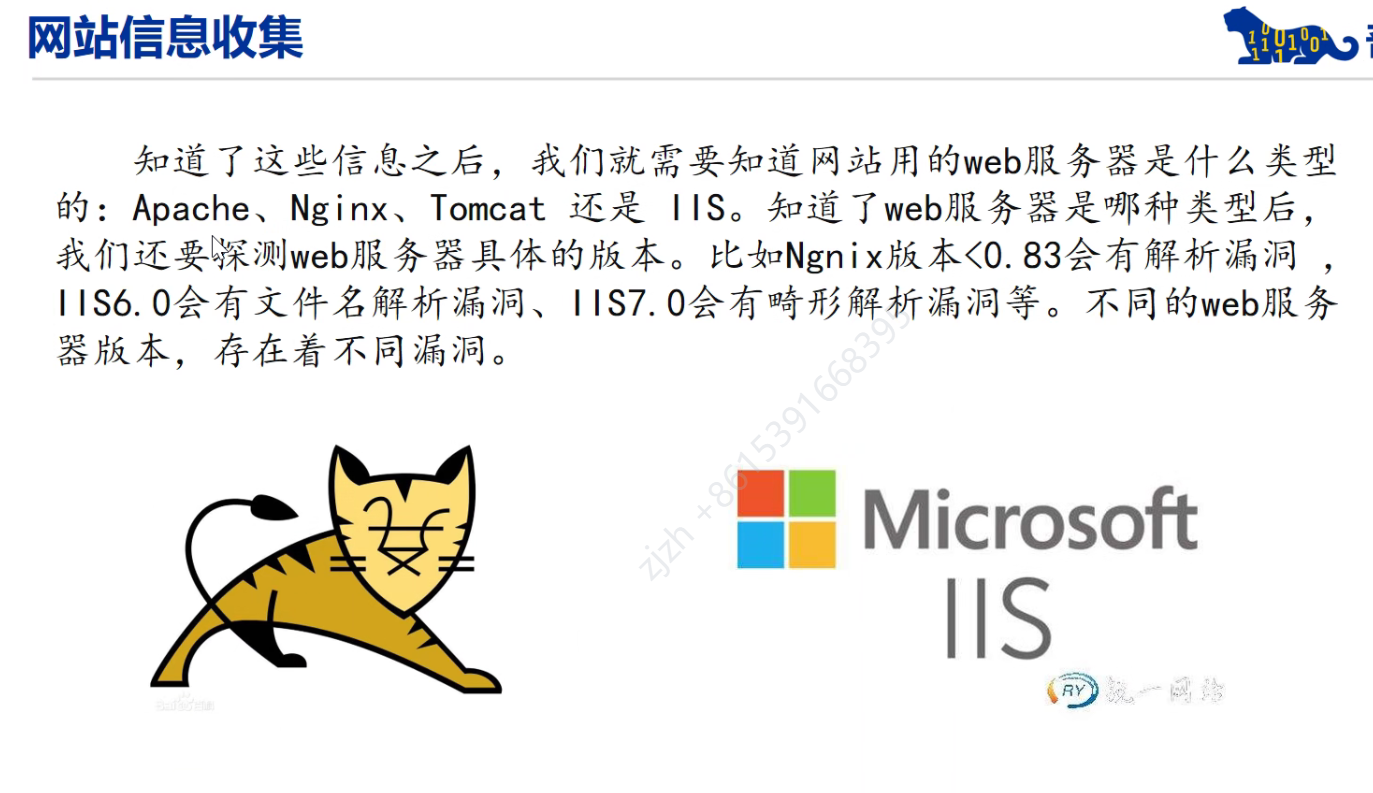 网站信息收集
知道了这些信息之后，我们就需要知道网站用的web服务器是什么类型
的：Apache、Nginx、Tomcat 还是 IIS。知道了web服务器是哪种类型后，
我们还要探测web服务器具体的版本。比如Ngnix版本<0.83会有解析漏洞 ，
IIS6.0会有文件名解析漏洞、IIS7.0会有畸形解析漏洞等。不同的web服务
器版本，存在着不同漏洞。
zjzh +8615391668395
Microsoft
IIS
RY